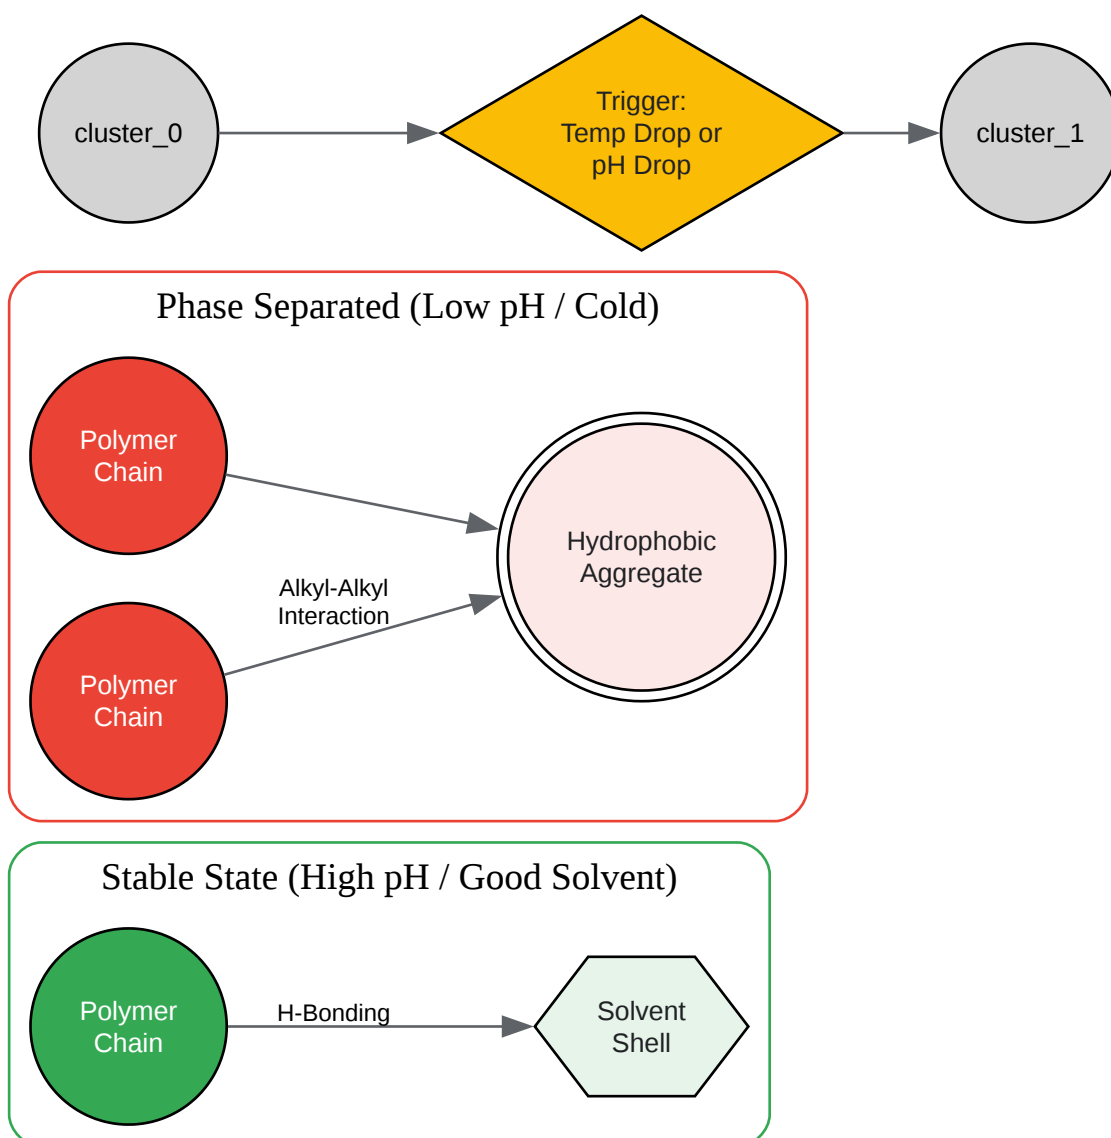 cluster_0
Trigger:
Temp Drop or
pH Drop
cluster_1
Phase Separated (Low pH / Cold)
Polymer
Chain
Hydrophobic
Aggregate
Alkyl-Alkyl
Interaction
Polymer
Chain
Stable State (High pH / Good Solvent)
Polymer
Chain
H-Bonding
Solvent
Shell